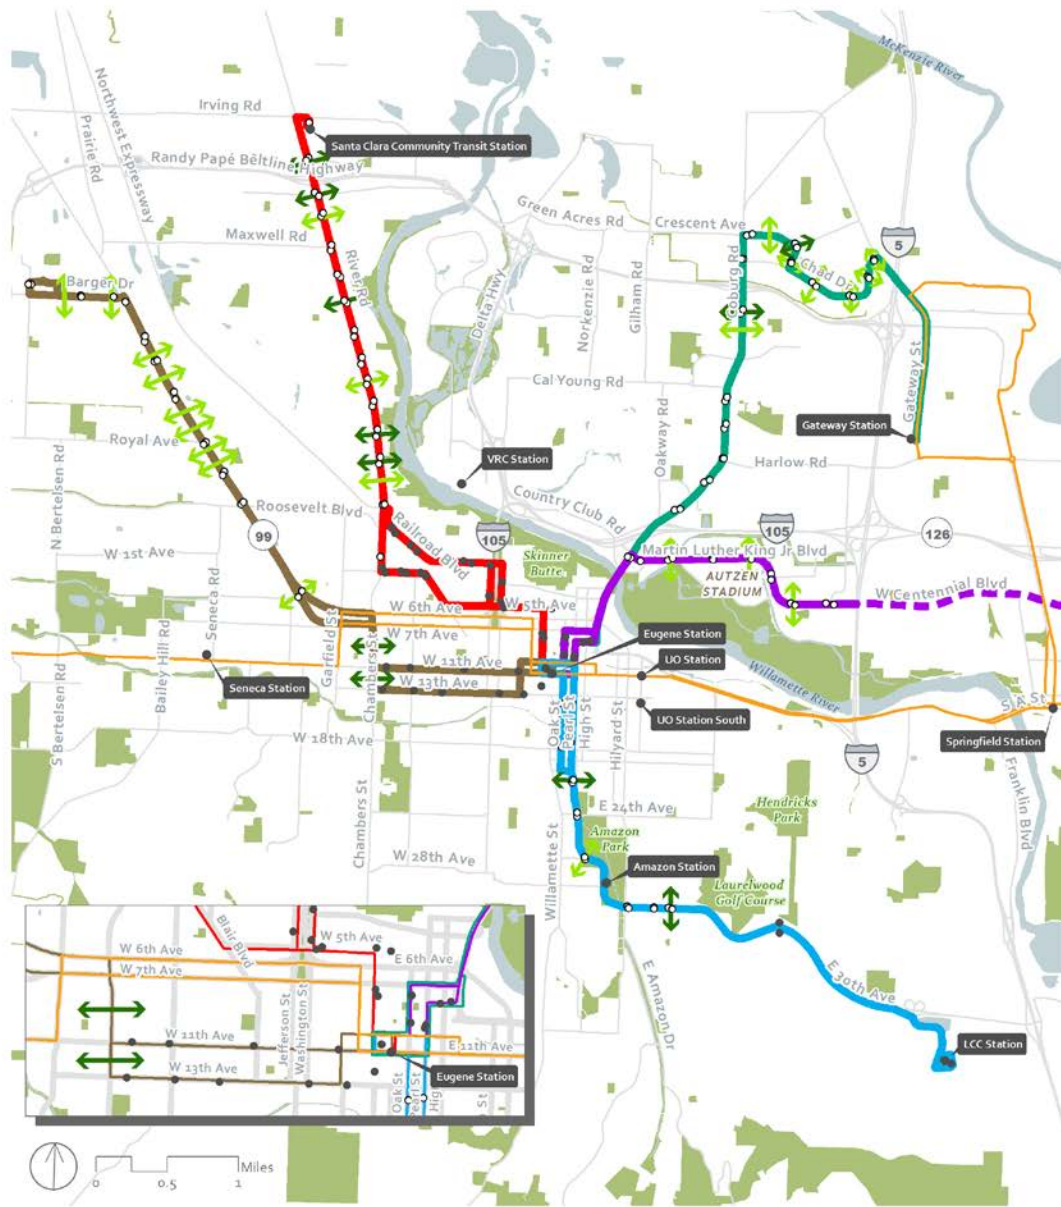 McKenzie River
Irving Rd
Northwest Expressway
Prairie Rd
Santa Clara Community Transit Station
Randy Papé Beltline Highway
Green Acres Rd
Crescent Ave
5
Maxwell Rd
River Rd
Delta Hwy
Norkenzie Rd
Gilham Rd
Coburg Rd
Chad Dr
Barger Dr
Gateway St
Cal Young Rd
Oakway Rd
Gateway Station
Royal Ave
VRC Station
Harlow Rd
N Bertelsen Rd
Roosevelt Blvd
Railroad Blvd
Country Club Rd
99
105
105
126
W 1st Ave
Skinner
Butte
Martin Luther King Jr Blvd
AUTZEN
STADIUM
W Centennial Blvd
Seneca Rd
W 6th Ave
W 5th Ave
W 7th Ave
Eugene Station
Bailey Hill Rd
Garfield St
Chambers St
W 11th Ave
UO Station
Seneca Station
W 13th Ave
Willamette River
S A St
UO Station South
S Bertelsen Rd
W 18th Ave
Oak St
Pearl St
High St
Hilyard St
Springfield Station
5
Franklin Blvd
E 24th Ave
Hendricks
Park
Chambers St
Willamette St
Amazon
Park
W 28th Ave
Amazon Station
Laurelwood
Golf Course
E 30th Ave
E Amazon Dr
LCC Station
Blair Blvd
W 5th Ave
W 6th Ave
E 6th Ave
W 7th Ave
Jefferson St
Washington St
W 11th Ave
E 11th Ave
W 13th Ave
Eugene Station
Oak St
Pearl St
Hig
St
Miles
0 0.5 1